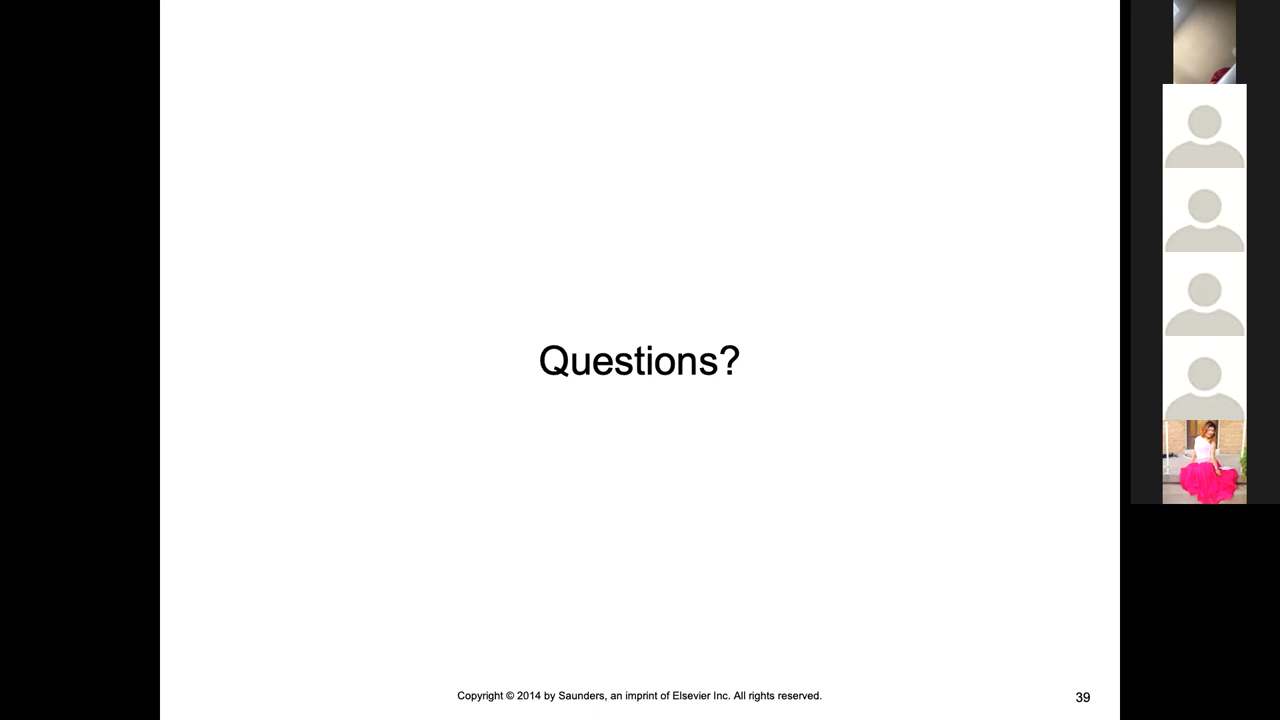 Questions?
Copyright © 2014 by Saunders, an imprint of Elsevier Inc. All rights reserved.
39